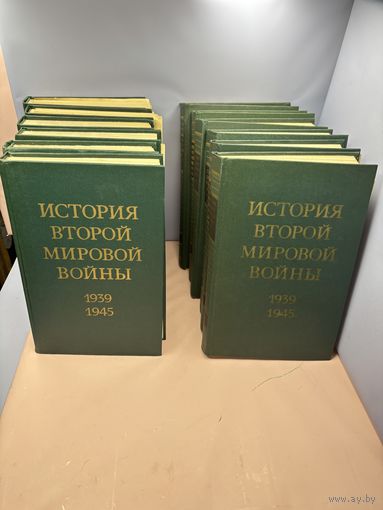 ИСТОРИЯ
ВТОРОЙ
МИРОВОЙ
ВОЙНЫ
1939
1945
ИСТОРИЯ
ВТОРОЙ
МИРОВОЙ
ВОЙНЫ
1939
1945
© www.ay.by